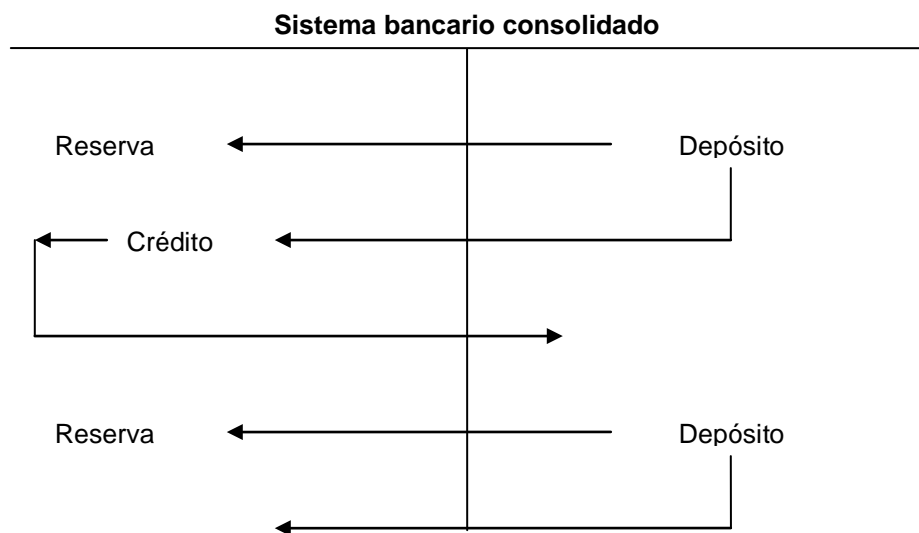 Sistema bancario consolidado
Reserva Depósito
Crédito
Reserva Depósito